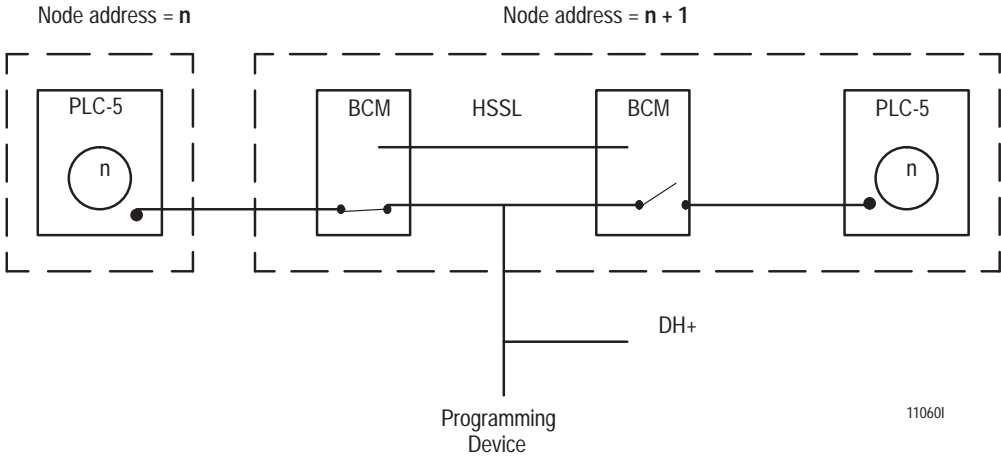 Node address = n
Node address = n + 1
PLC-5
BCM
HSSL
BCM
PLC-5
n
n
DH+
Programming
Device
11060I